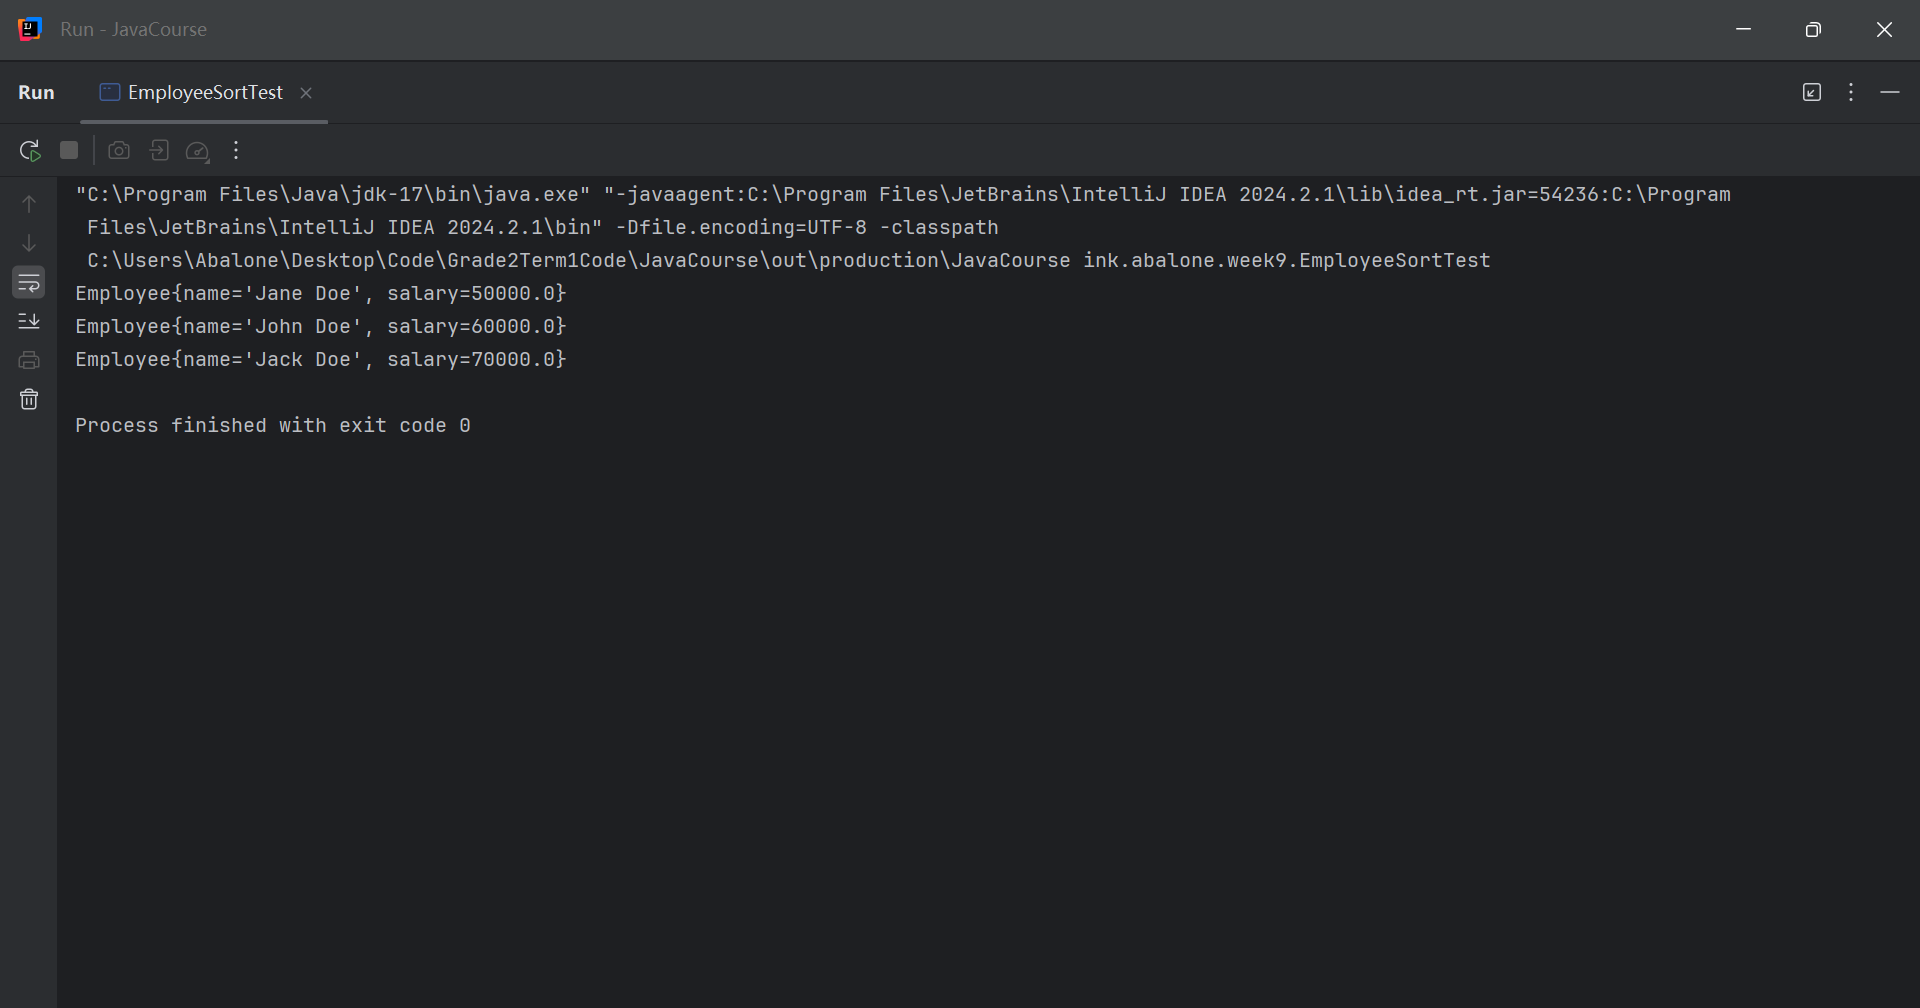 Run - JavaCourse
Run
EmployeeSortTest
"C:\Program Files\Java\jdk-17\bin\java.exe" "-javaagent:C:\Program Files\JetBrains\IntelliJ IDEA 2024.2.1\lib\idea_rt.jar=54236:C:\Program
Files\JetBrains\IntelliJ IDEA 2024.2.1\bin" -Dfile.encoding=UTF-8 -classpath
C:\Users\Abalone\Desktop\Code\Grade2Term1Code\JavaCourse\out\production\JavaCourse ink.abalone.week9.EmployeeSortTest
Employee{name='Jane Doe', salary=50000.0}
Employee{name='John Doe', salary=60000.0}
Employee{name='Jack Doe', salary=70000.0}
Process finished with exit code 0